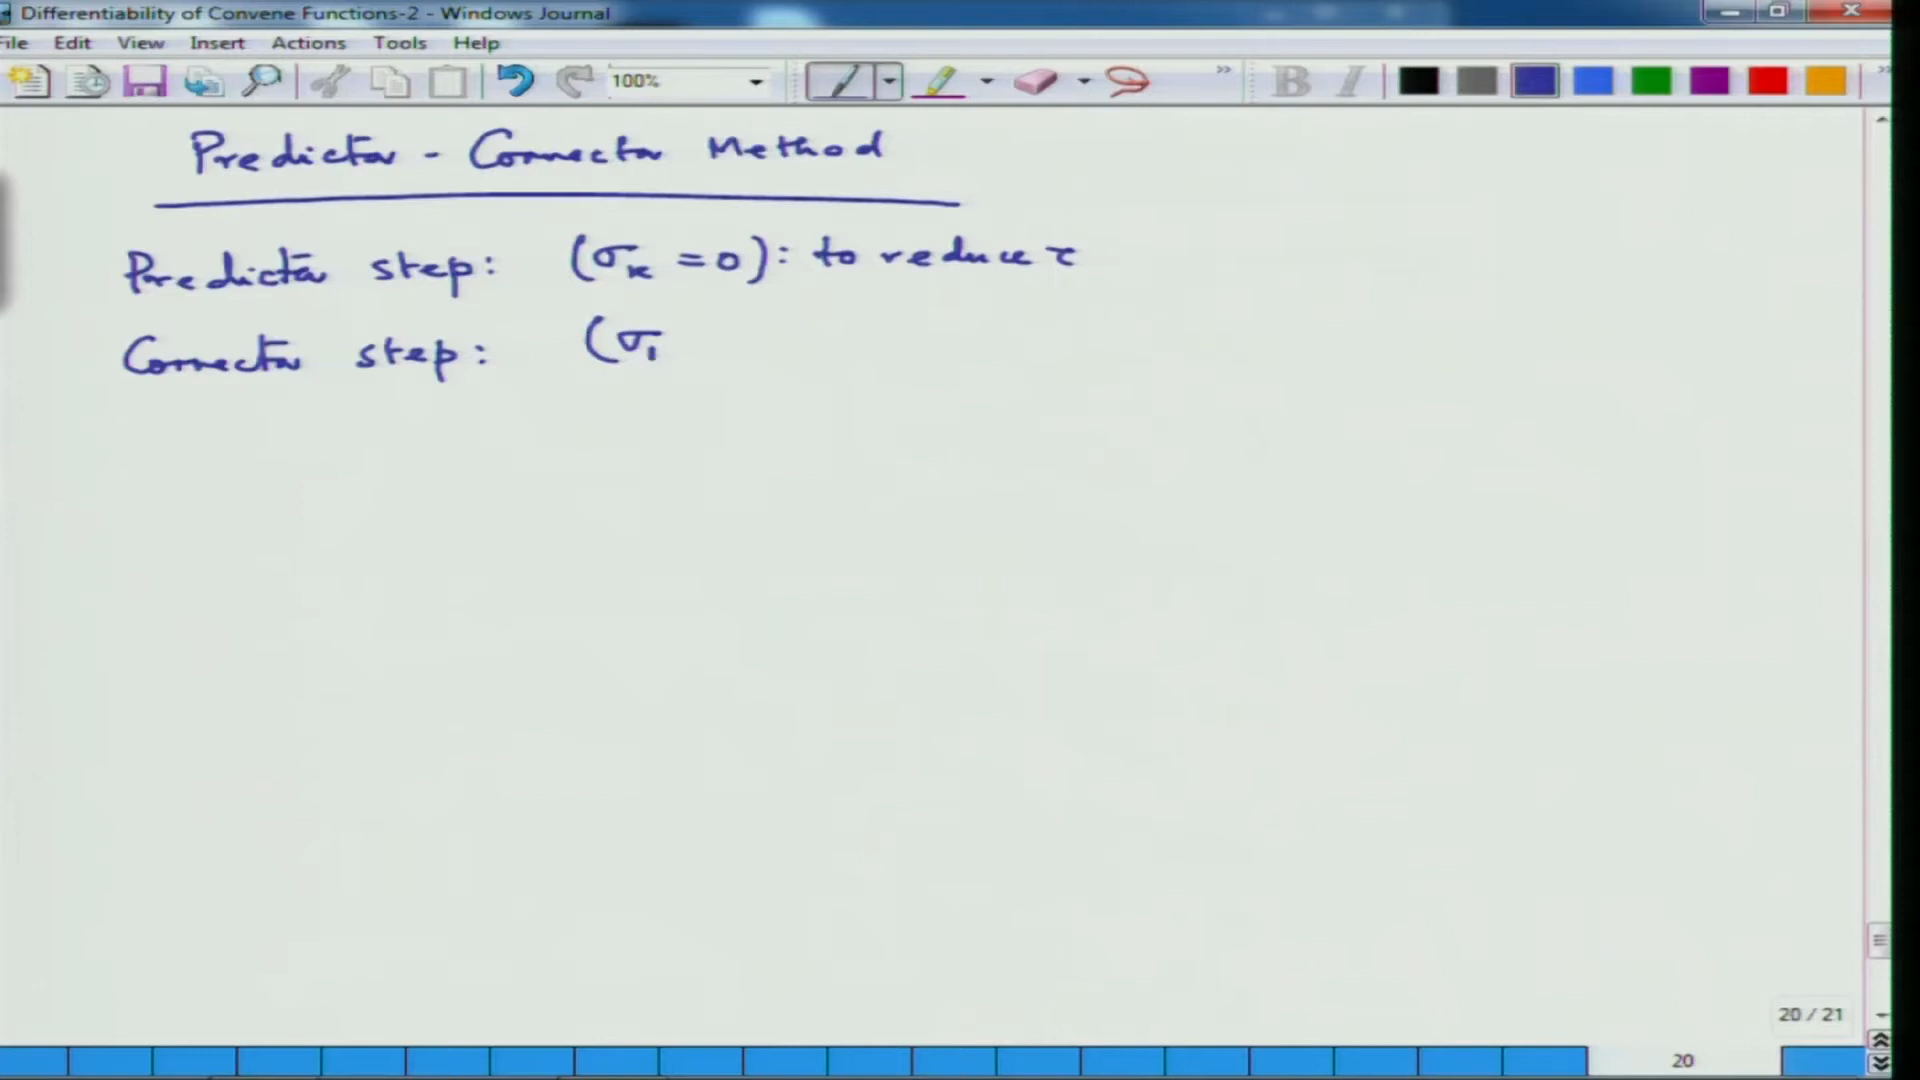 Differentiability of Convene Functions-2 - Windows Journal
File Edit View Insert Actions Tools Help
100%
B I
Predictor - Corrector Method
Predictor step: (σₖ = 0): to reduce τ
Corrector step: (σ₁
20 / 21
20